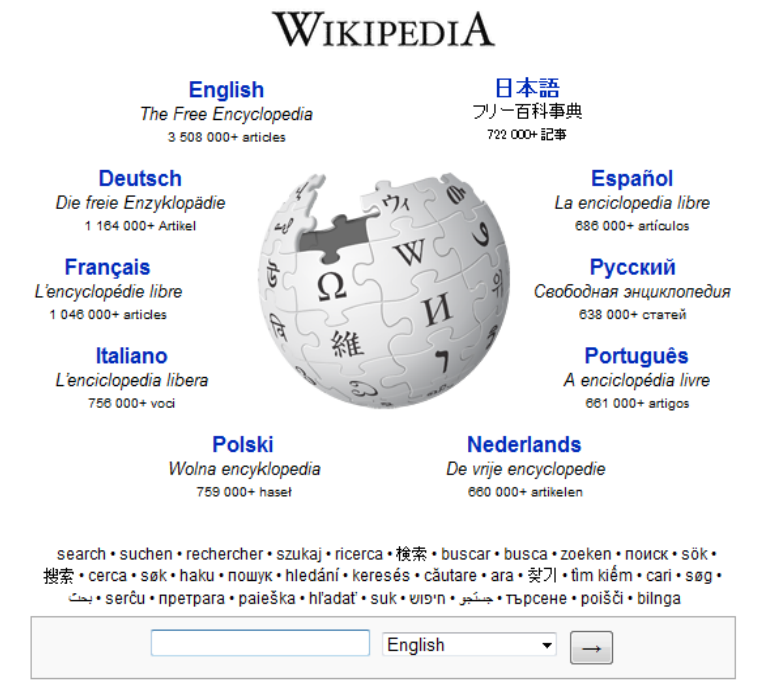 WIKIPEDIA
English
The Free Encyclopedia
3 508 000+ articles
日本語
フリー百科事典
722 000+ 記事
Deutsch
Die freie Enzyklopädie
1 164 000+ Artikel
Español
La enciclopedia libre
686 000+ artículos
Français
L'encyclopédie libre
1 046 000+ articles
Русский
Свободная энциклопедия
638 000+ статей
Italiano
L'enciclopedia libera
756 000+ voci
Português
A enciclopédia livre
661 000+ artigos
Polski
Wolna encyklopedia
759 000+ haseł
Nederlands
De vrije encyclopedie
660 000+ artikelen
ウィ
W
Ω
И
維
search • suchen • rechercher • szukaj • ricerca • 検索 • buscar • busca • zoeken • поиск • sök •
搜索 • cerca • søk • haku • пошук • hledání • keresés • căutare • ara • 찾기 • tìm kiếm • cari • søg •
بحث • serĉu • претрара • paieška • hľadať • suk • חיפוש • جستجو • търсене • poišči • bilnga
English
→